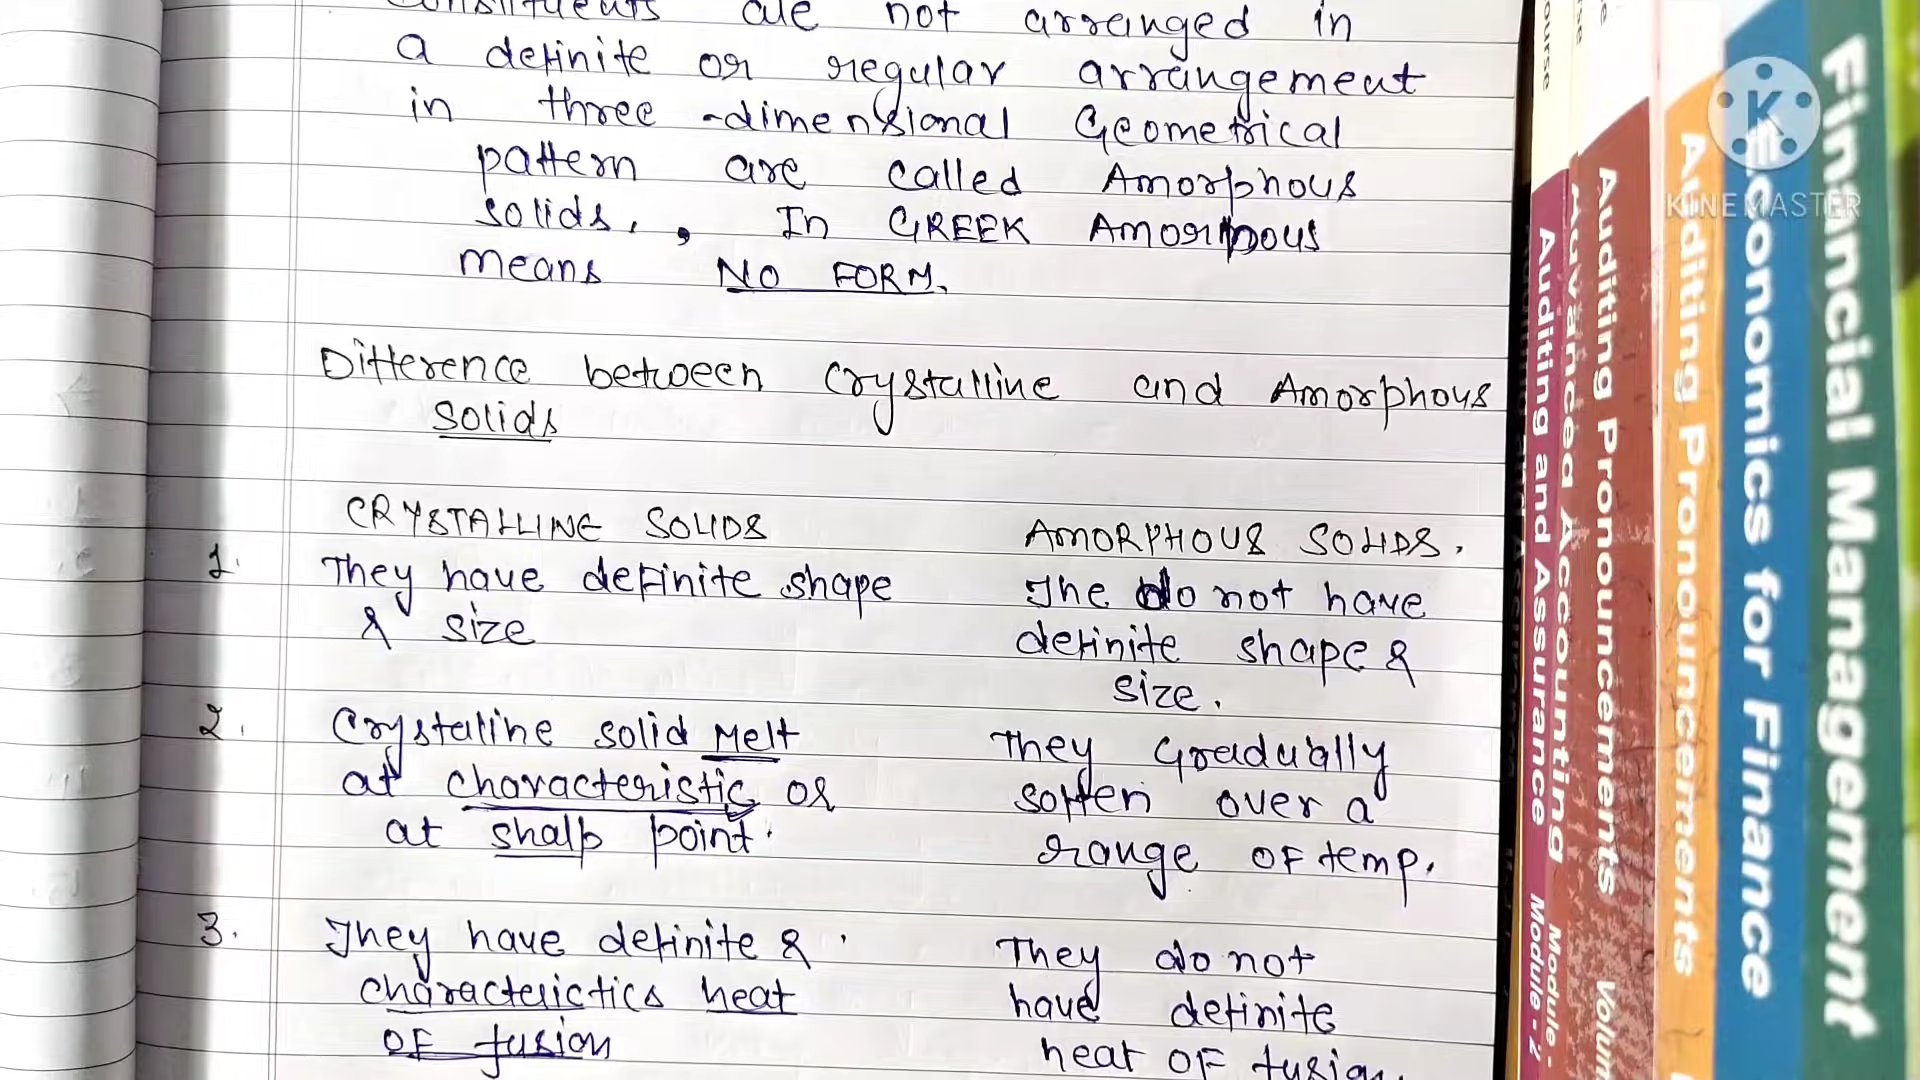 constituents are not arranged in
a definite or regular arrangement
in three-dimensional Geometrical
pattern are called Amorphous
solids. , In GREEK Amorphous
means NO FORM.
Difference between Crystalline and Amorphous
solids
CRYSTALLINE SOLIDS
AMORPHOUS SOLIDS.
1. They have definite shape
& size
The do not have
definite shape &
size.
2. Crystalline solid Melt
at characteristic or
at sharp point.
They Gradually
soften over a
range OF temp.
3. They have definite &
characterictics heat
OF fusion
They do not
have definite
heat OF fusion.
Auditing and Assurance Module - 2
Advanced Accounting Module -
Auditing Pronouncements Volum
Auditing Pronouncements
Economics for Finance
Financial Management
K
KINEMASTER